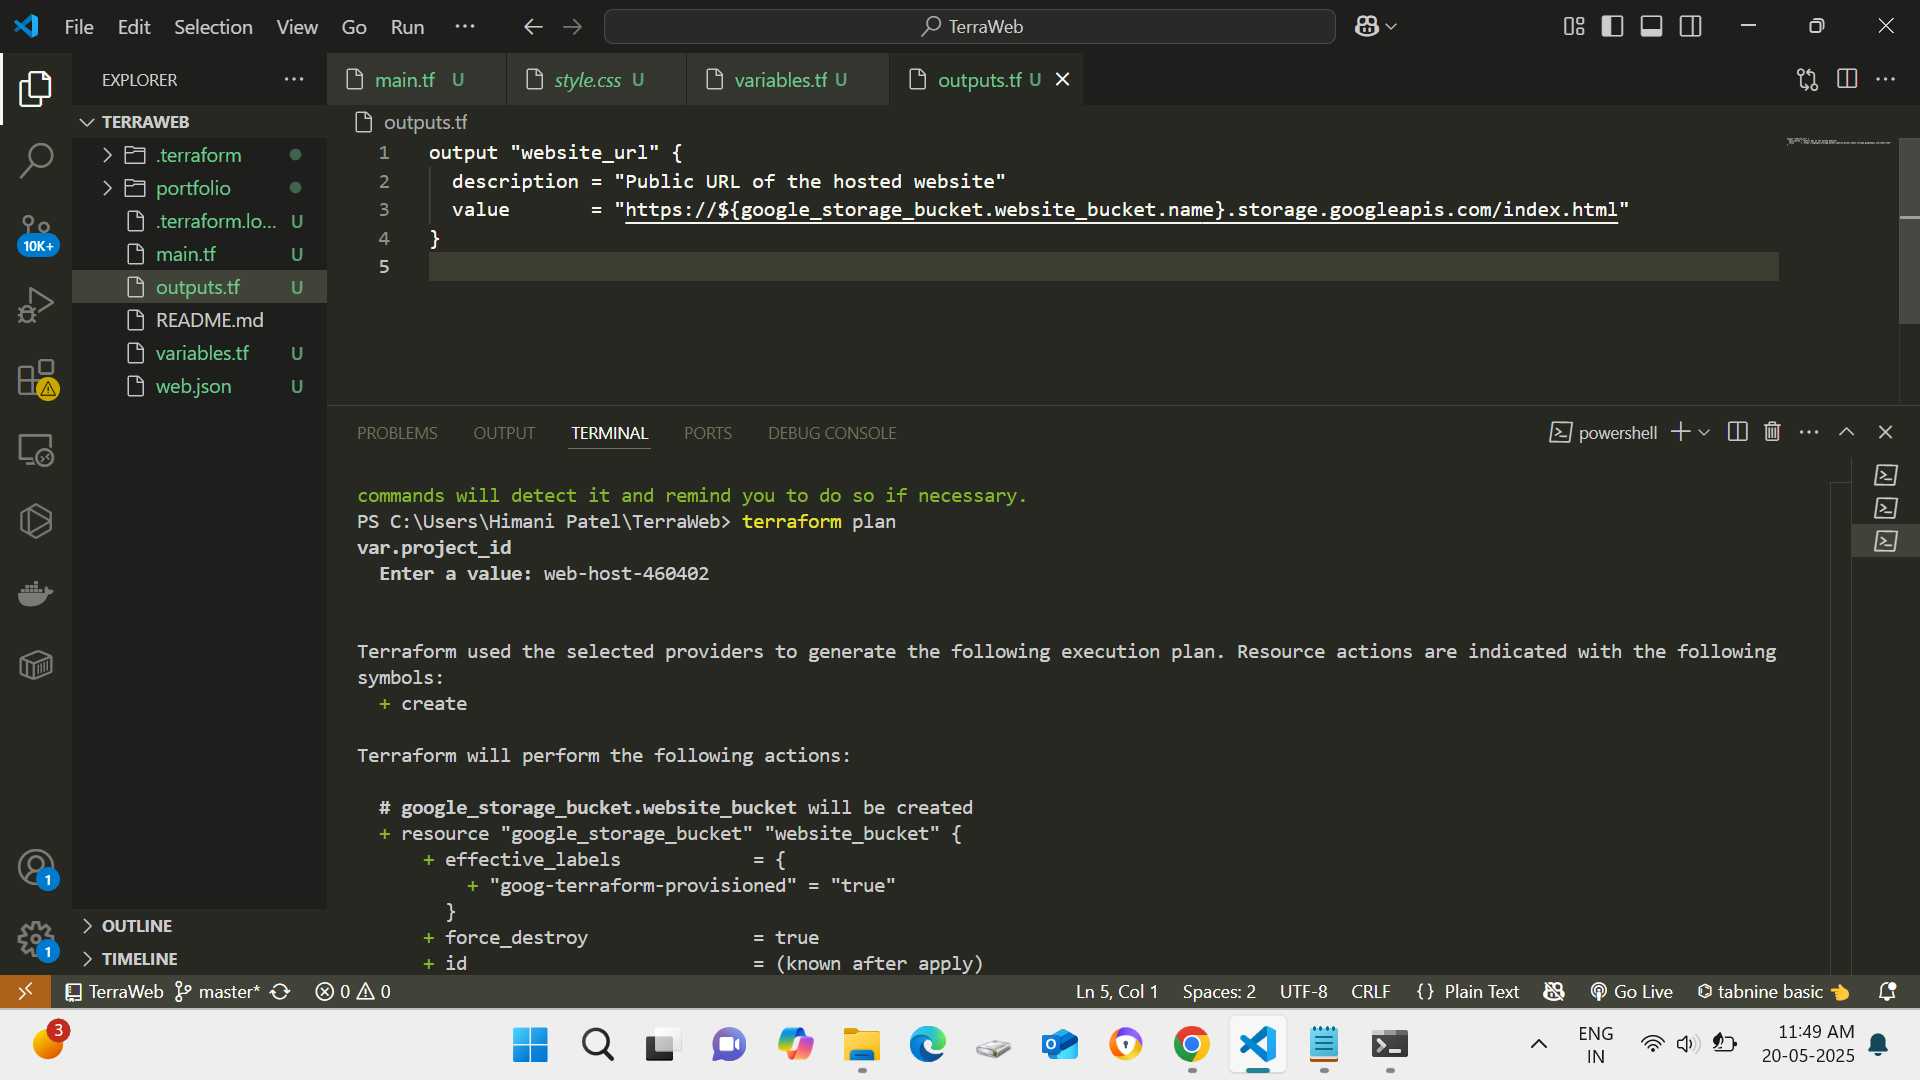 File Edit Selection View Go Run ··· TerraWeb
EXPLORER ···
TERRAWEB
.terraform
portfolio
.terraform.lo... U
main.tf U
outputs.tf U
README.md
variables.tf U
web.json U
OUTLINE
TIMELINE
10K+
1
1
main.tf U style.css U variables.tf U outputs.tf U
outputs.tf
1 output "website_url" {
2 description = "Public URL of the hosted website"
3 value = "https://${google_storage_bucket.website_bucket.name}.storage.googleapis.com/index.html"
4 }
5
PROBLEMS OUTPUT TERMINAL PORTS DEBUG CONSOLE powershell
commands will detect it and remind you to do so if necessary.
PS C:\Users\Himani Patel\TerraWeb> terraform plan
var.project_id
Enter a value: web-host-460402
Terraform used the selected providers to generate the following execution plan. Resource actions are indicated with the following
symbols:
+ create
Terraform will perform the following actions:
# google_storage_bucket.website_bucket will be created
+ resource "google_storage_bucket" "website_bucket" {
+ effective_labels = {
+ "goog-terraform-provisioned" = "true"
}
+ force_destroy = true
+ id = (known after apply)
TerraWeb master* 0 0 Ln 5, Col 1 Spaces: 2 UTF-8 CRLF {} Plain Text Go Live tabnine basic
3
ENG
IN
11:49 AM
20-05-2025